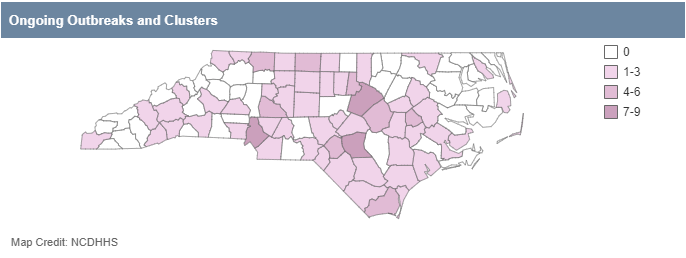 Ongoing Outbreaks and Clusters
0
1-3
4-6
7-9
Map Credit: NCDHHS